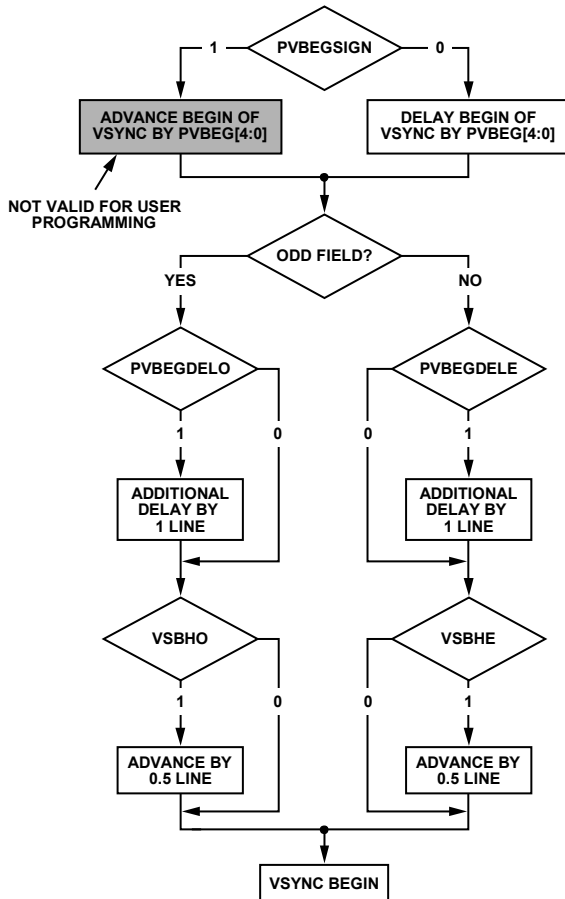 PVBEGSIGN
1
0
ADVANCE BEGIN OF
VSYNC BY PVBEG[4:0]
DELAY BEGIN OF
VSYNC BY PVBEG[4:0]
NOT VALID FOR USER
PROGRAMMING
ODD FIELD?
YES
NO
PVBEGDELO
PVBEGDELE
1
0
0
1
ADDITIONAL
DELAY BY
1 LINE
ADDITIONAL
DELAY BY
1 LINE
VSBHO
VSBHE
1
0
0
1
ADVANCE BY
0.5 LINE
ADVANCE BY
0.5 LINE
VSYNC BEGIN